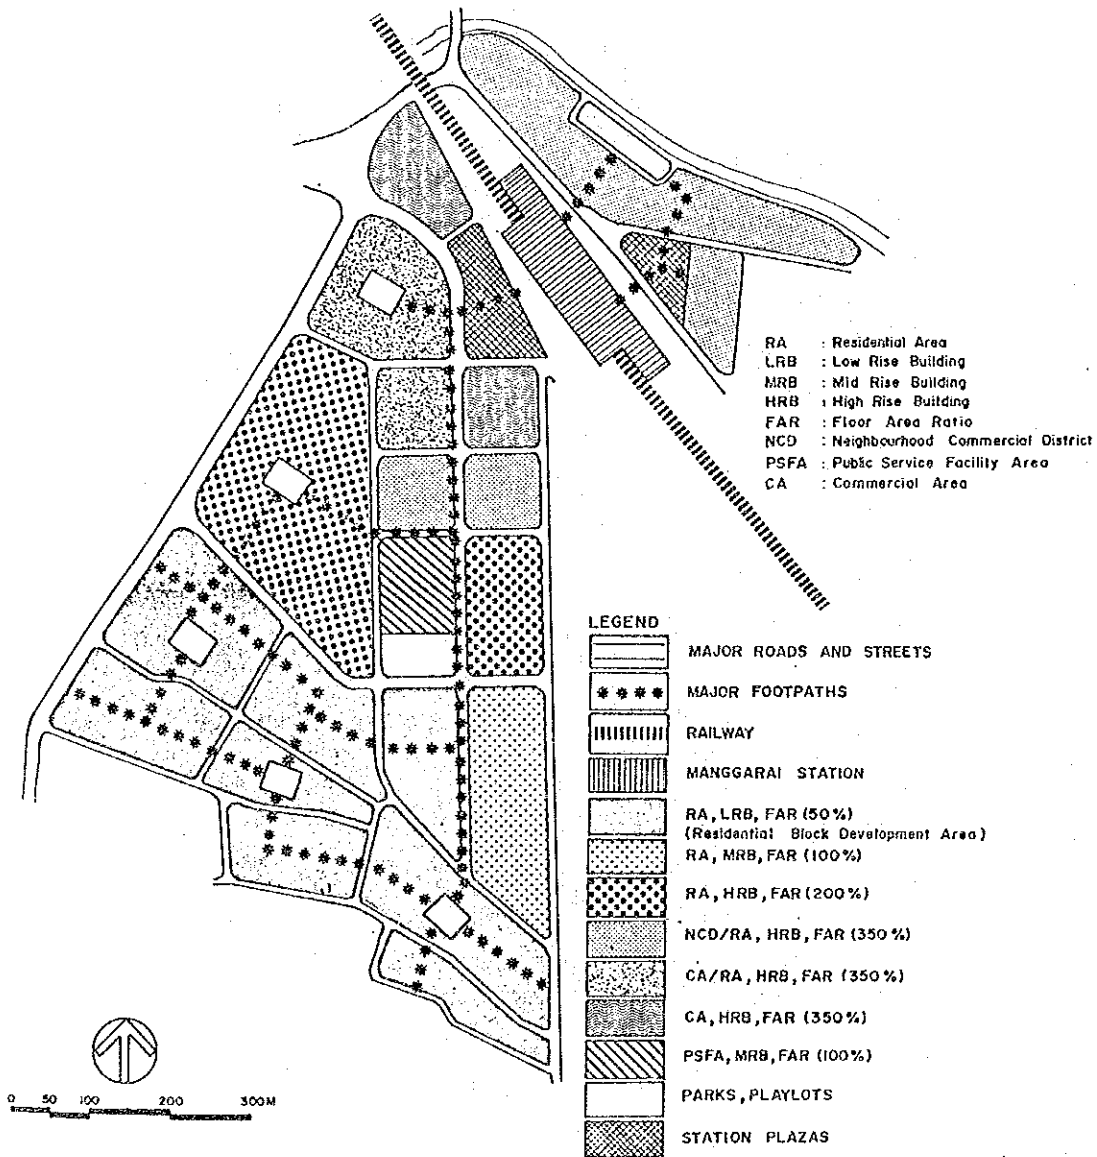 RA : Residential Area
LRB : Low Rise Building
MRB : Mid Rise Building
HRB : High Rise Building
FAR : Floor Area Ratio
NCD : Neighbourhood Commercial District
PSFA : Public Service Facility Area
CA : Commercial Area
LEGEND
MAJOR ROADS AND STREETS
MAJOR FOOTPATHS
RAILWAY
MANGGARAI STATION
RA, LRB, FAR (50%)
(Residential Block Development Area)
RA, MRB, FAR (100%)
RA, HRB, FAR (200%)
NCD/RA, HRB, FAR (350%)
CA/RA, HRB, FAR (350%)
CA, HRB, FAR (350%)
PSFA, MRB, FAR (100%)
PARKS, PLAYLOTS
STATION PLAZAS
0 50 100 200 300M